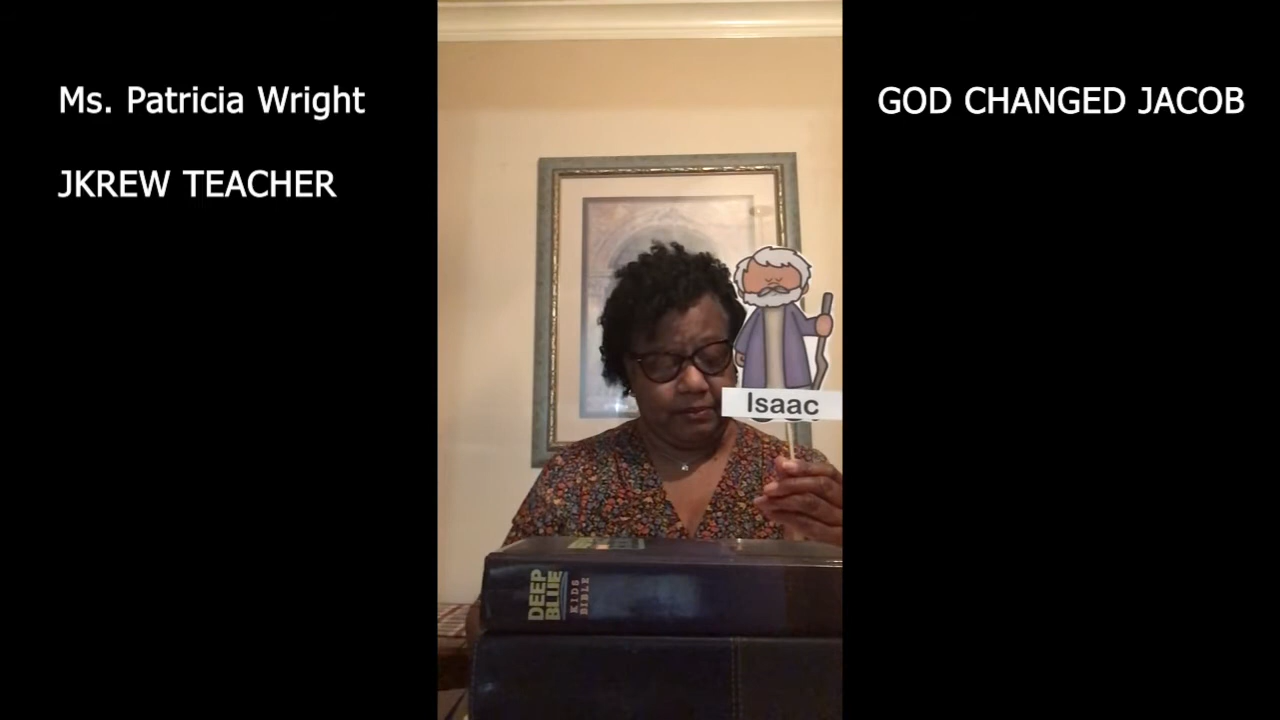 Ms. Patricia Wright
JKREW TEACHER
GOD CHANGED JACOB
Isaac
DEEP
BLUE
KIDS
BIBLE